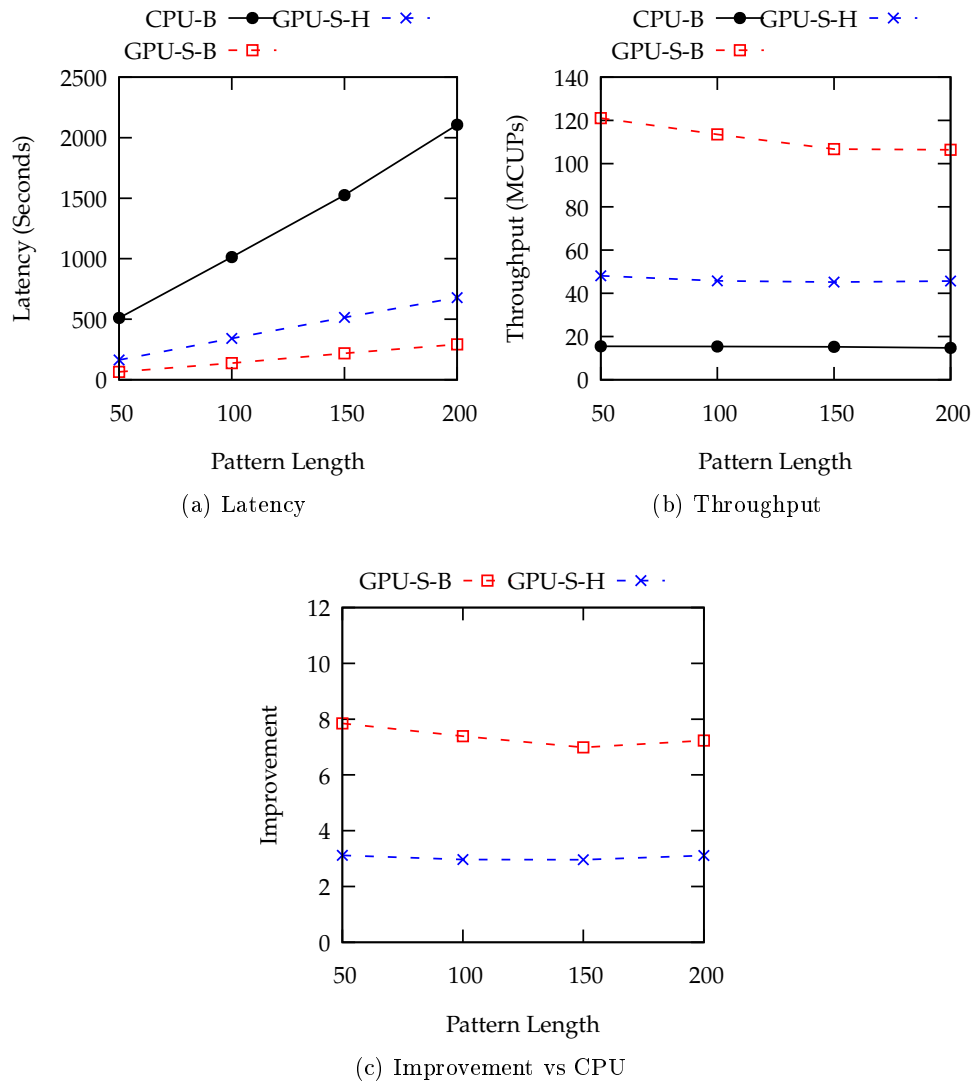 CPU-B GPU-S-H
GPU-S-B
2500
2000
1500
1000
500
0
50 100 150 200
Latency (Seconds)
Pattern Length
(a) Latency
CPU-B GPU-S-H
GPU-S-B
140
120
100
80
60
40
20
0
50 100 150 200
Throughput (MCUPs)
Pattern Length
(b) Throughput
GPU-S-B GPU-S-H
12
10
8
6
4
2
0
50 100 150 200
Improvement
Pattern Length
(c) Improvement vs CPU